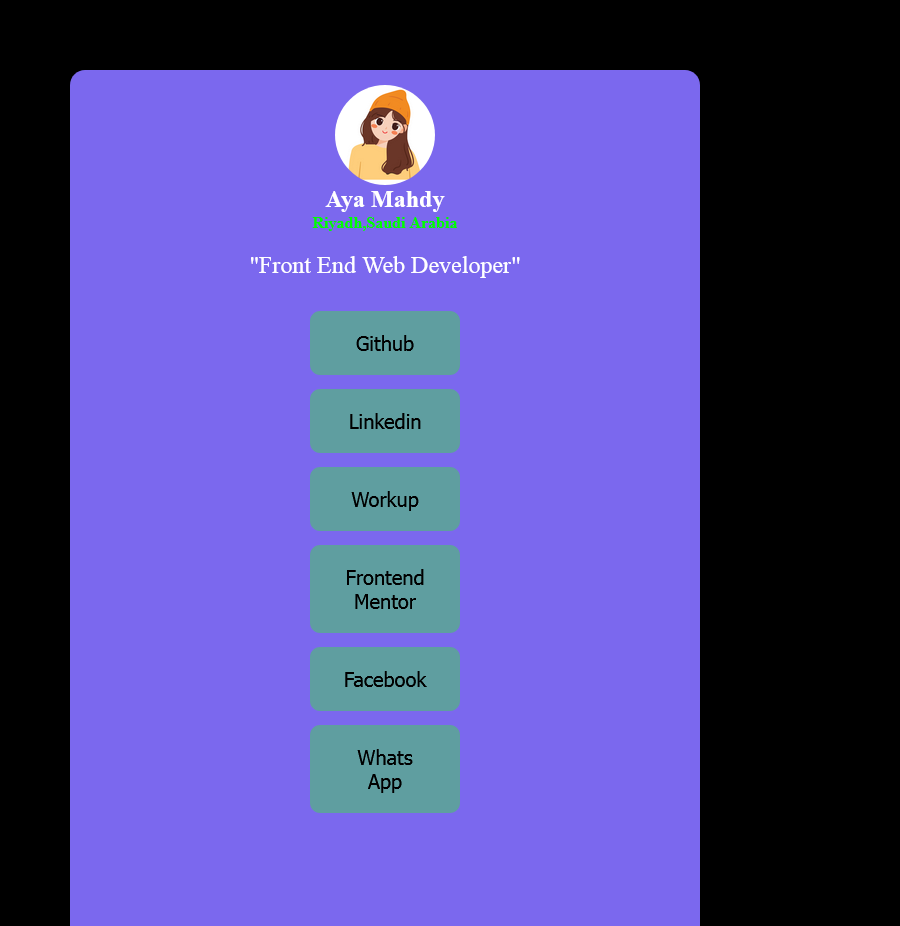 Aya Mahdy
Riyadh,Saudi Arabia
"Front End Web Developer"
Github
Linkedin
Workup
Frontend
Mentor
Facebook
Whats
App